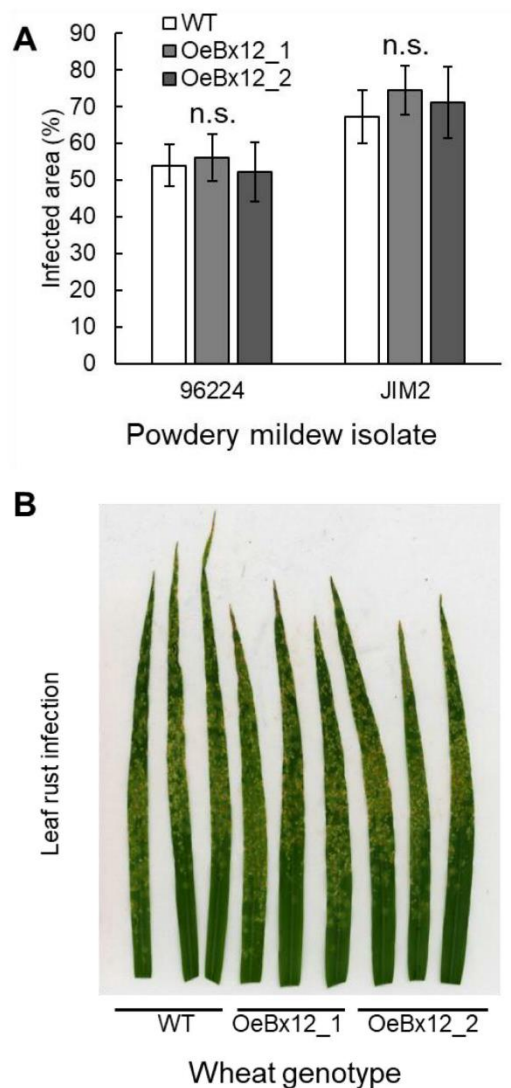 A
WT
OeBx12_1
OeBx12_2
n.s.
n.s.
Infected area (%)
90
80
70
60
50
40
30
20
10
0
96224
JIM2
Powdery mildew isolate
B
Leaf rust infection
WT
OeBx12_1
OeBx12_2
Wheat genotype